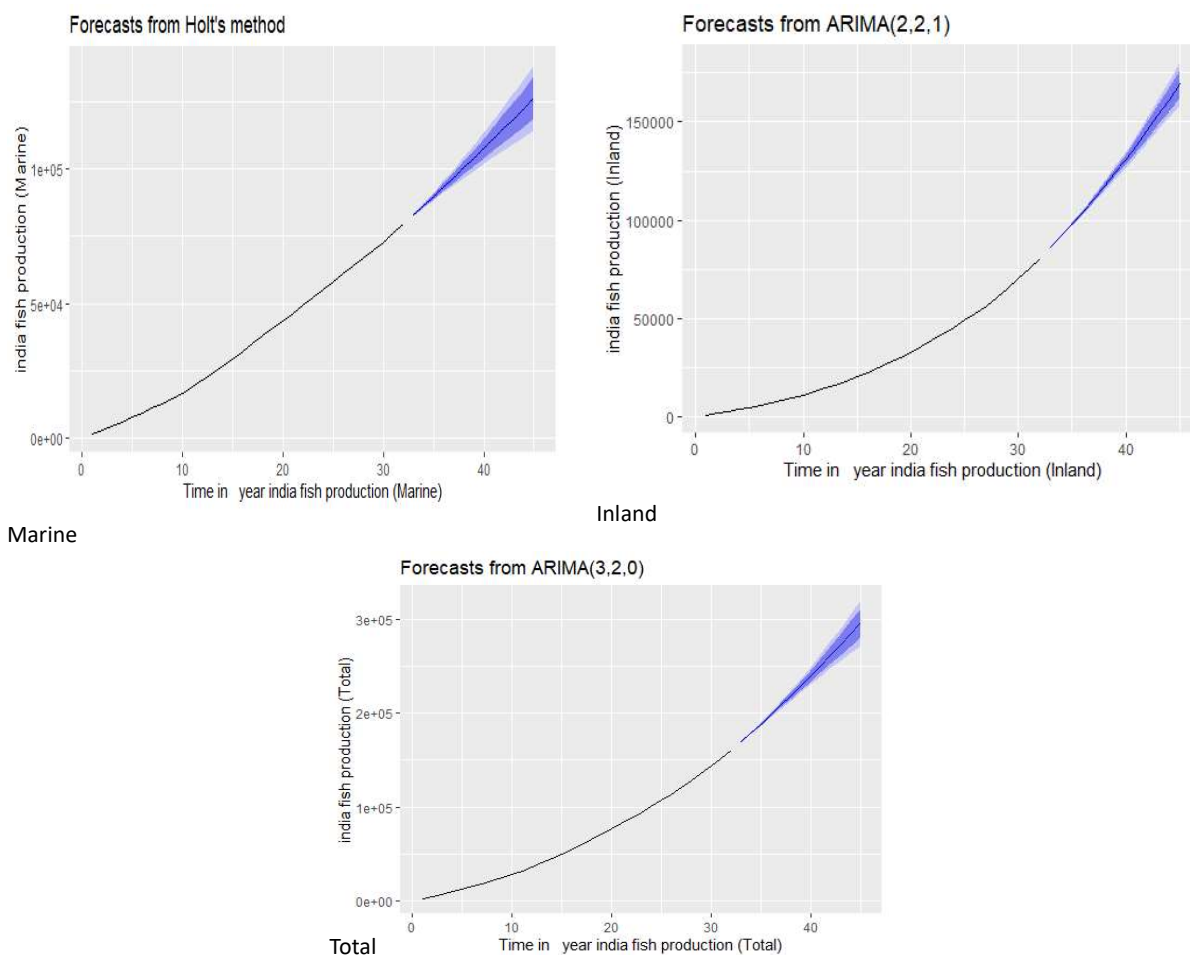 Forecasts from Holt's method
india fish production (Marine)
1e+05
5e+04
0e+00
0 10 20 30 40
Time in year india fish production (Marine)
Marine
Forecasts from ARIMA(2,2,1)
india fish production (Inland)
150000
100000
50000
0
0 10 20 30 40
Time in year india fish production (Inland)
Inland
Forecasts from ARIMA(3,2,0)
india fish production (Total)
3e+05
2e+05
1e+05
0e+00
0 10 20 30 40
Time in year india fish production (Total)
Total